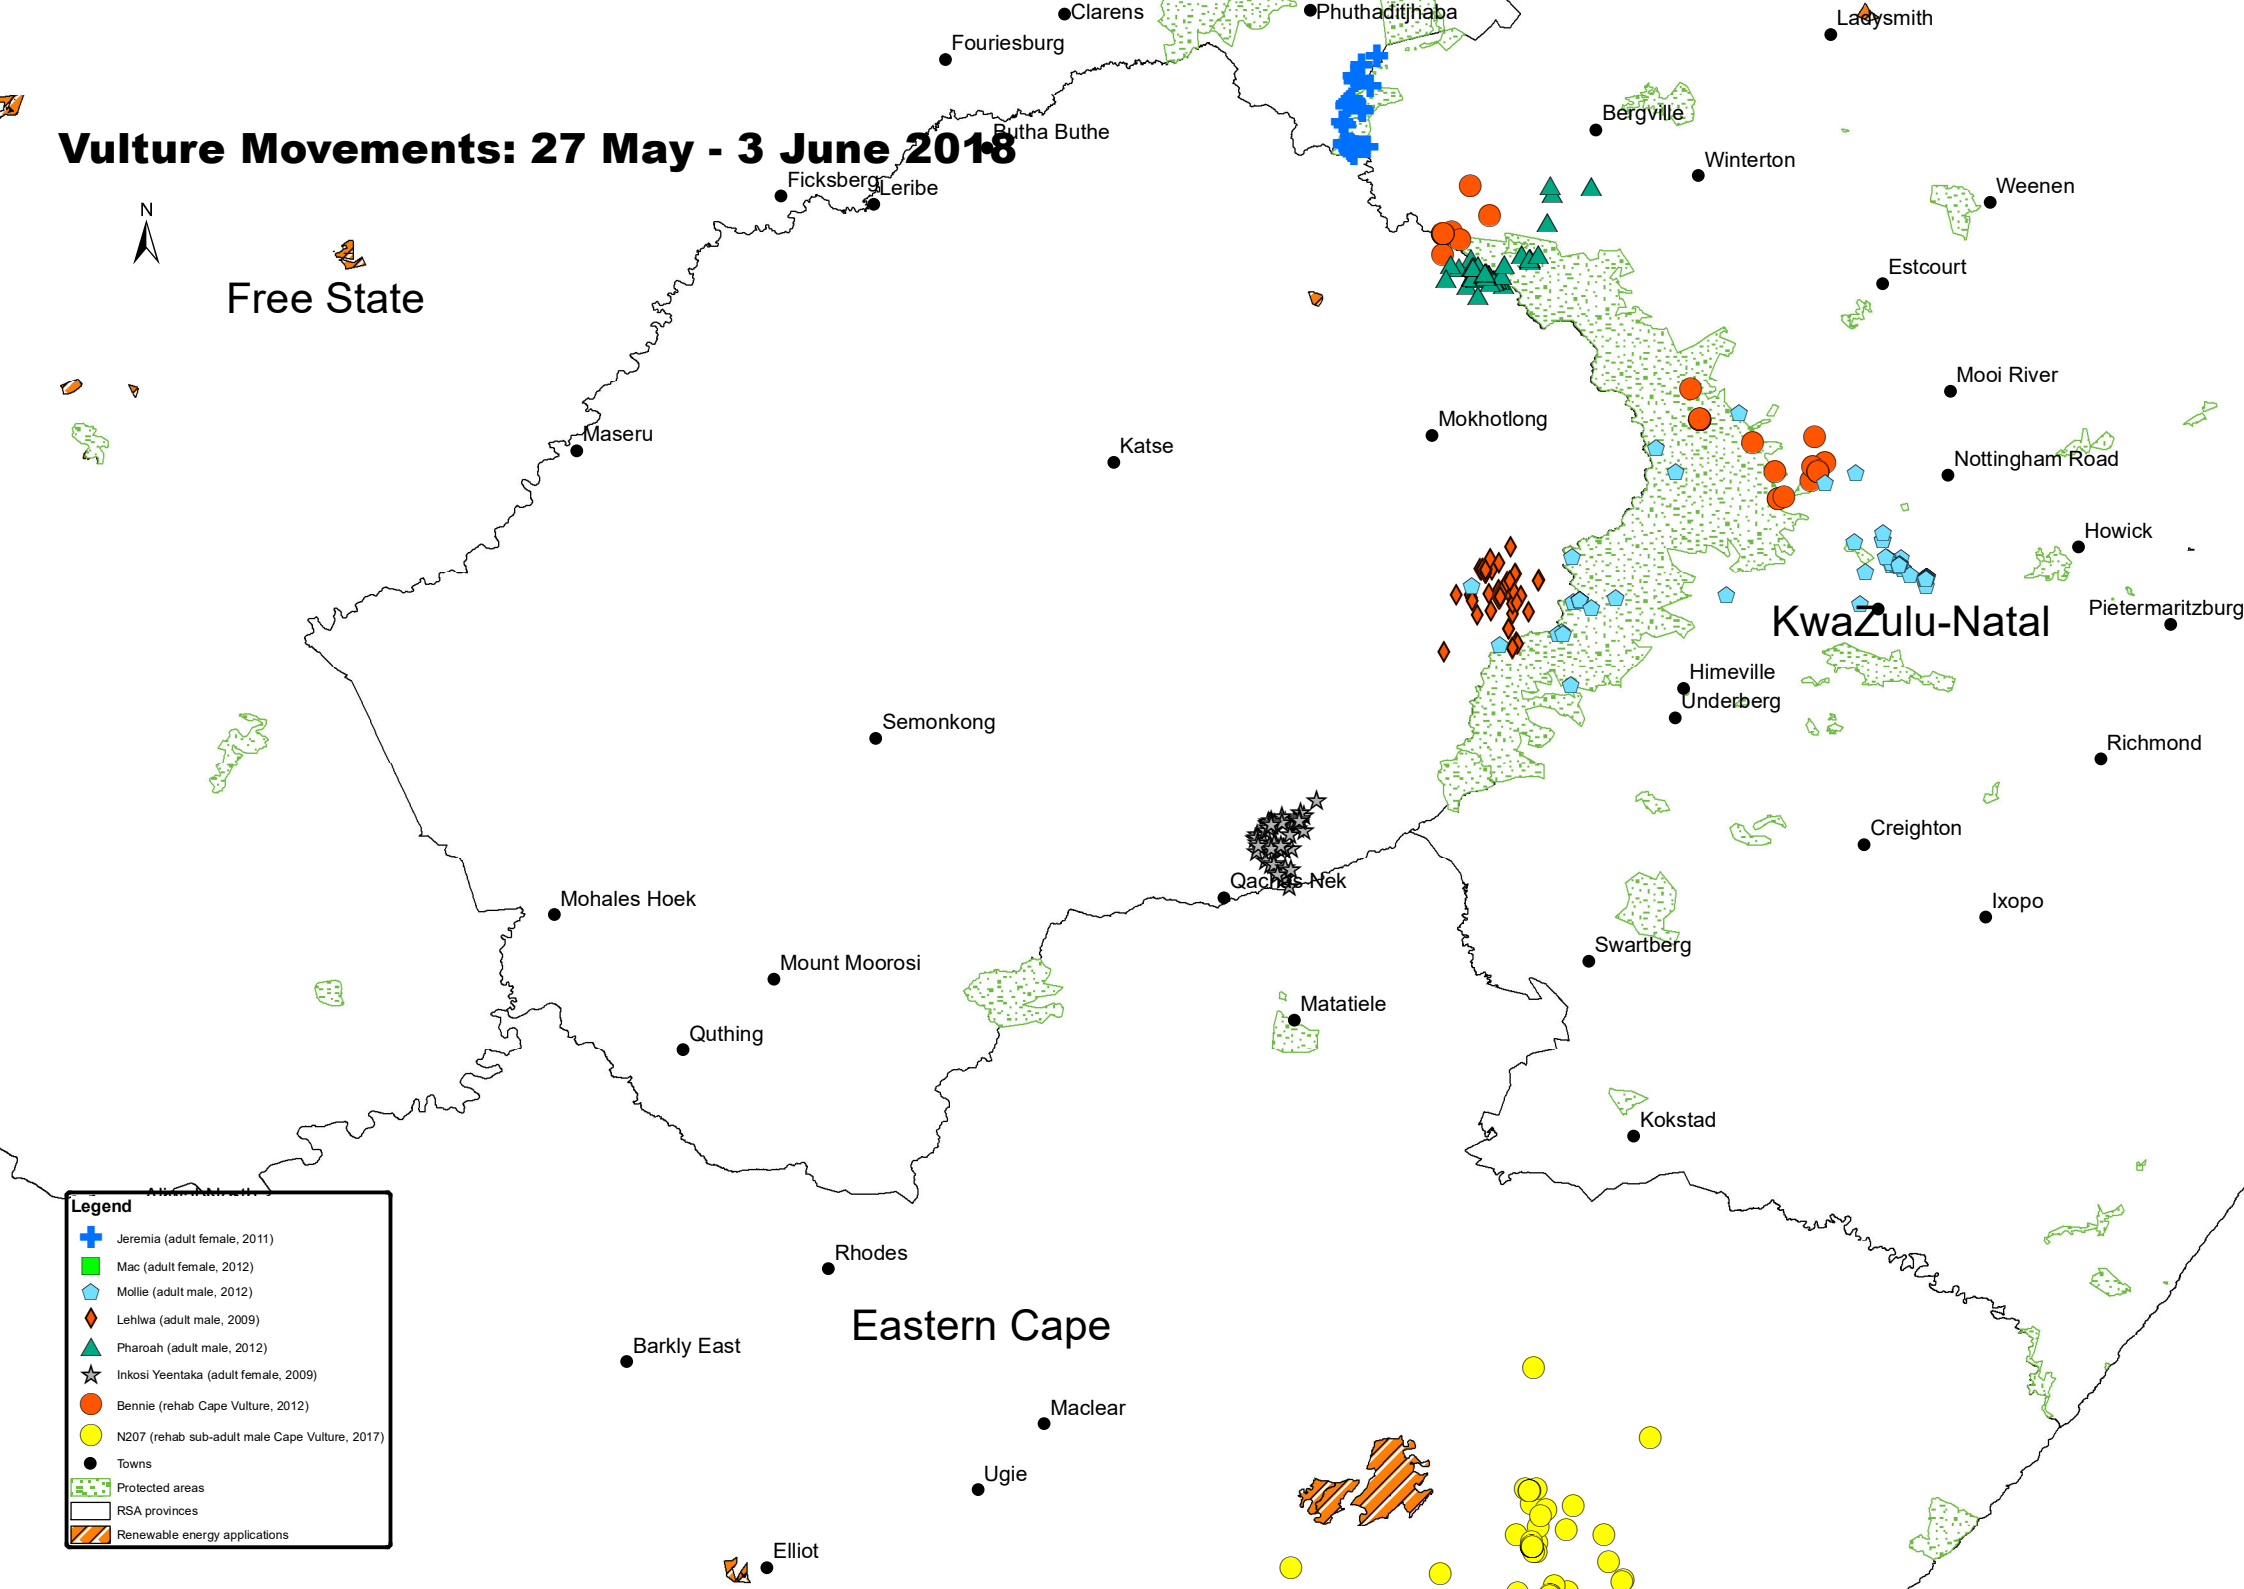 Clarens
Phuthaditjhaba
Ladysmith
Fouriesburg
Bergville
Butha Buthe
Vulture Movements: 27 May - 3 June 2018
Winterton
Ficksberg
Leribe
Weenen
N
Estcourt
Free State
Mooi River
Mokhotlong
Maseru
Katse
Nottingham Road
Howick
Pietermaritzburg
KwaZulu-Natal
Himeville
Underberg
Semonkong
Richmond
Creighton
Qachas Nek
Mohales Hoek
Ixopo
Swartberg
Mount Moorosi
Matatiele
Quthing
Kokstad
Rhodes
Eastern Cape
Barkly East
Maclear
Ugie
Elliot
Legend
Jeremia (adult female, 2011)
Mac (adult female, 2012)
Mollie (adult male, 2012)
Lehlwa (adult male, 2009)
Pharoah (adult male, 2012)
Inkosi Yeentaka (adult female, 2009)
Bennie (rehab Cape Vulture, 2012)
N207 (rehab sub-adult male Cape Vulture, 2017)
Towns
Protected areas
RSA provinces
Renewable energy applications